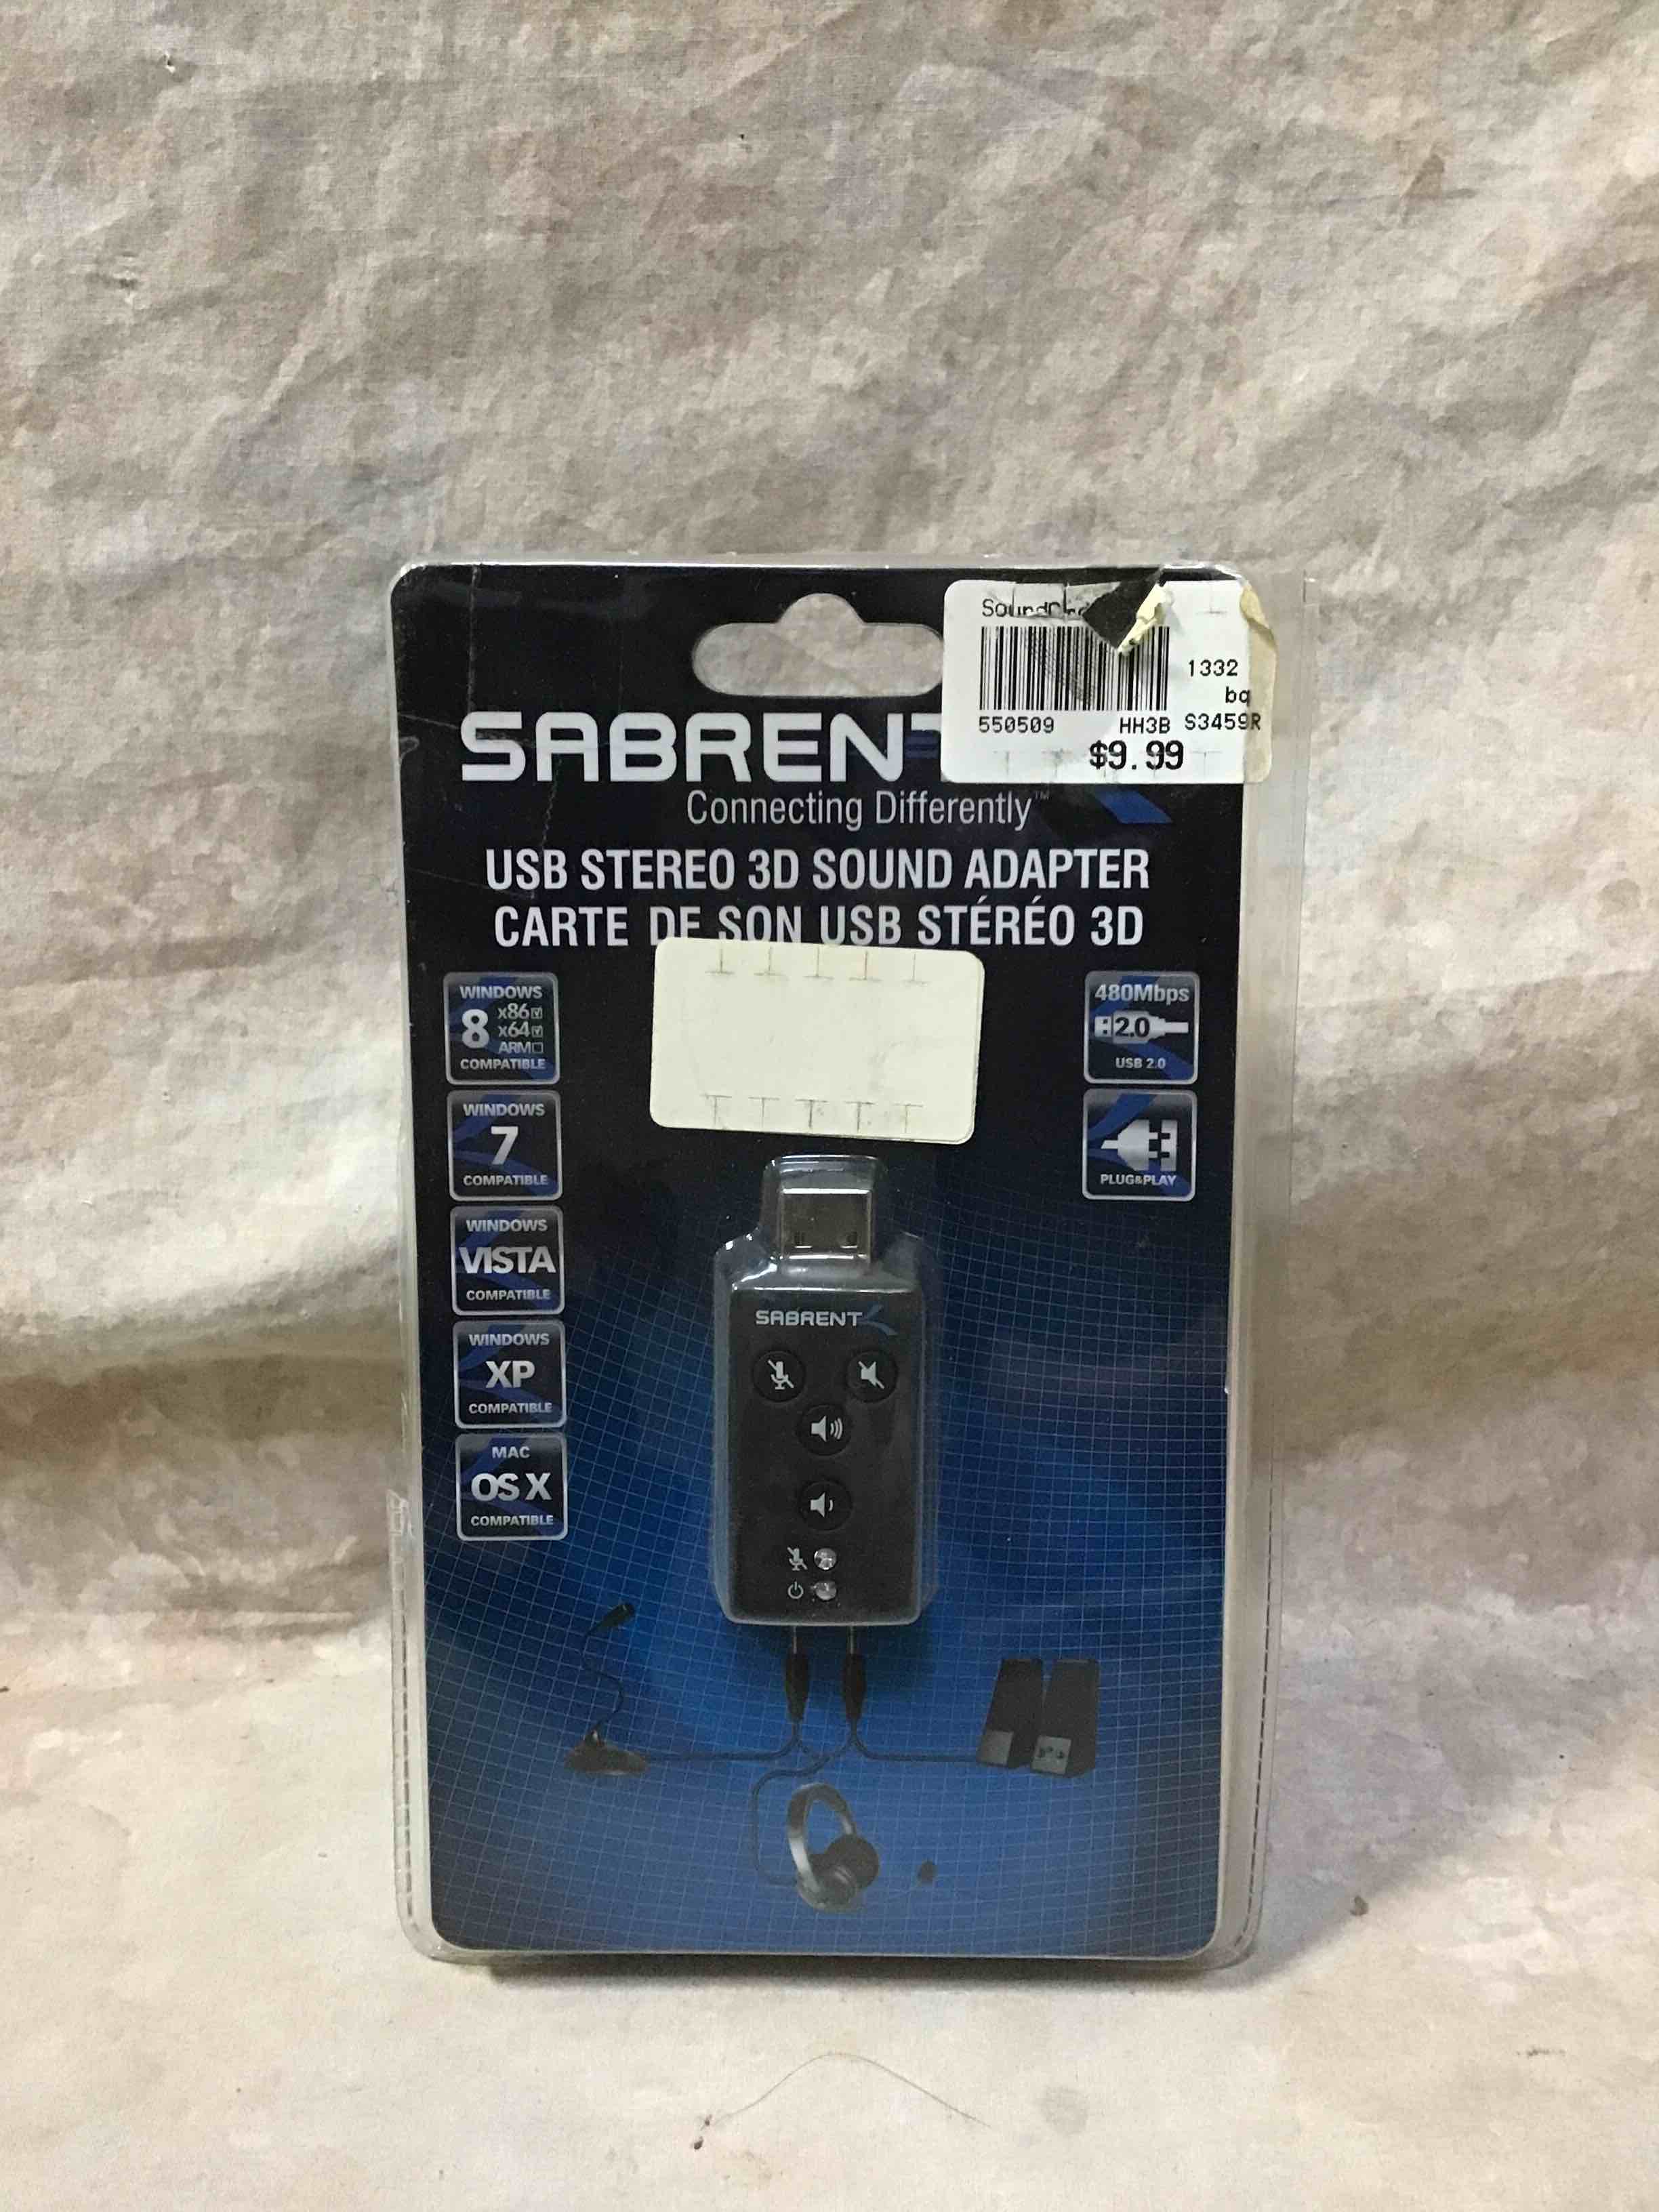 1332
bq
550509 HH3B S3459R
$9.99
SABRENT
Connecting Differently™
USB STEREO 3D SOUND ADAPTER
CARTE DE SON USB STÉRÉO 3D
WINDOWS
8 x86
x64
ARM
COMPATIBLE
WINDOWS
7
COMPATIBLE
WINDOWS
VISTA
COMPATIBLE
WINDOWS
XP
COMPATIBLE
MAC
OS X
COMPATIBLE
480Mbps
2.0
USB 2.0
PLUG&PLAY
SABRENT